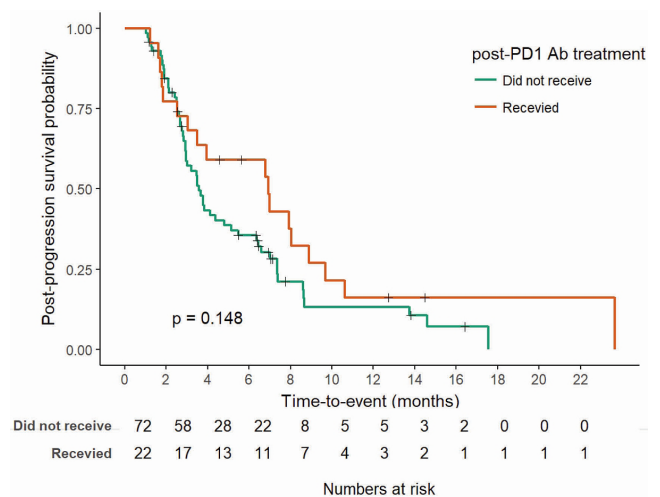 post-PD1 Ab treatment
Did not receive
Recevied
Post-progression survival probability
1.00
0.75
0.50
0.25
0.00
p = 0.148
0 2 4 6 8 10 12 14 16 18 20 22
Time-to-event (months)
Did not receive 72 58 28 22 8 5 5 3 2 0 0 0
Recevied 22 17 13 11 7 4 3 2 1 1 1 1
Numbers at risk